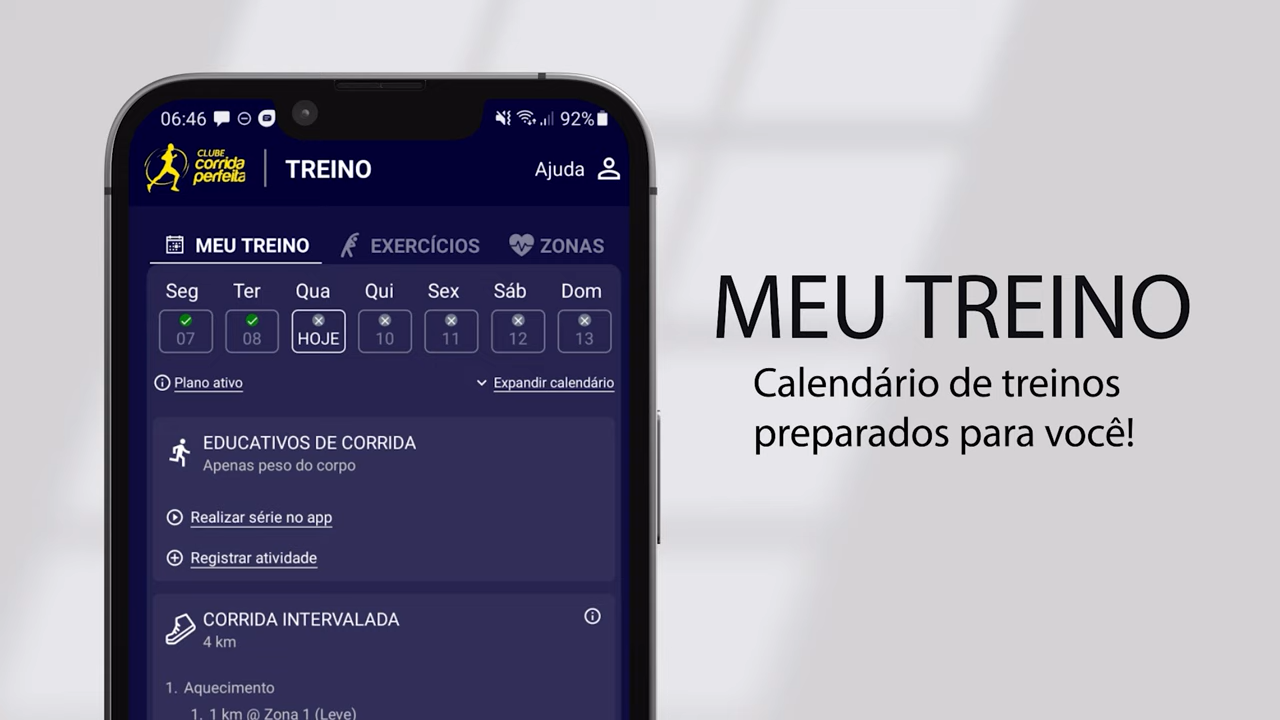 06:46
92%
CLUBE
corrida
perfeita
TREINO
Ajuda
MEU TREINO
EXERCÍCIOS
ZONAS
Seg Ter Qua Qui Sex Sáb Dom
07 08 HOJE 10 11 12 13
Plano ativo
Expandir calendário
EDUCATIVOS DE CORRIDA
Apenas peso do corpo
Realizar série no app
Registrar atividade
CORRIDA INTERVALADA
4 km
1. Aquecimento
1. 1 km @ Zona 1 (Leve)
MEU TREINO
Calendário de treinos
preparados para você!